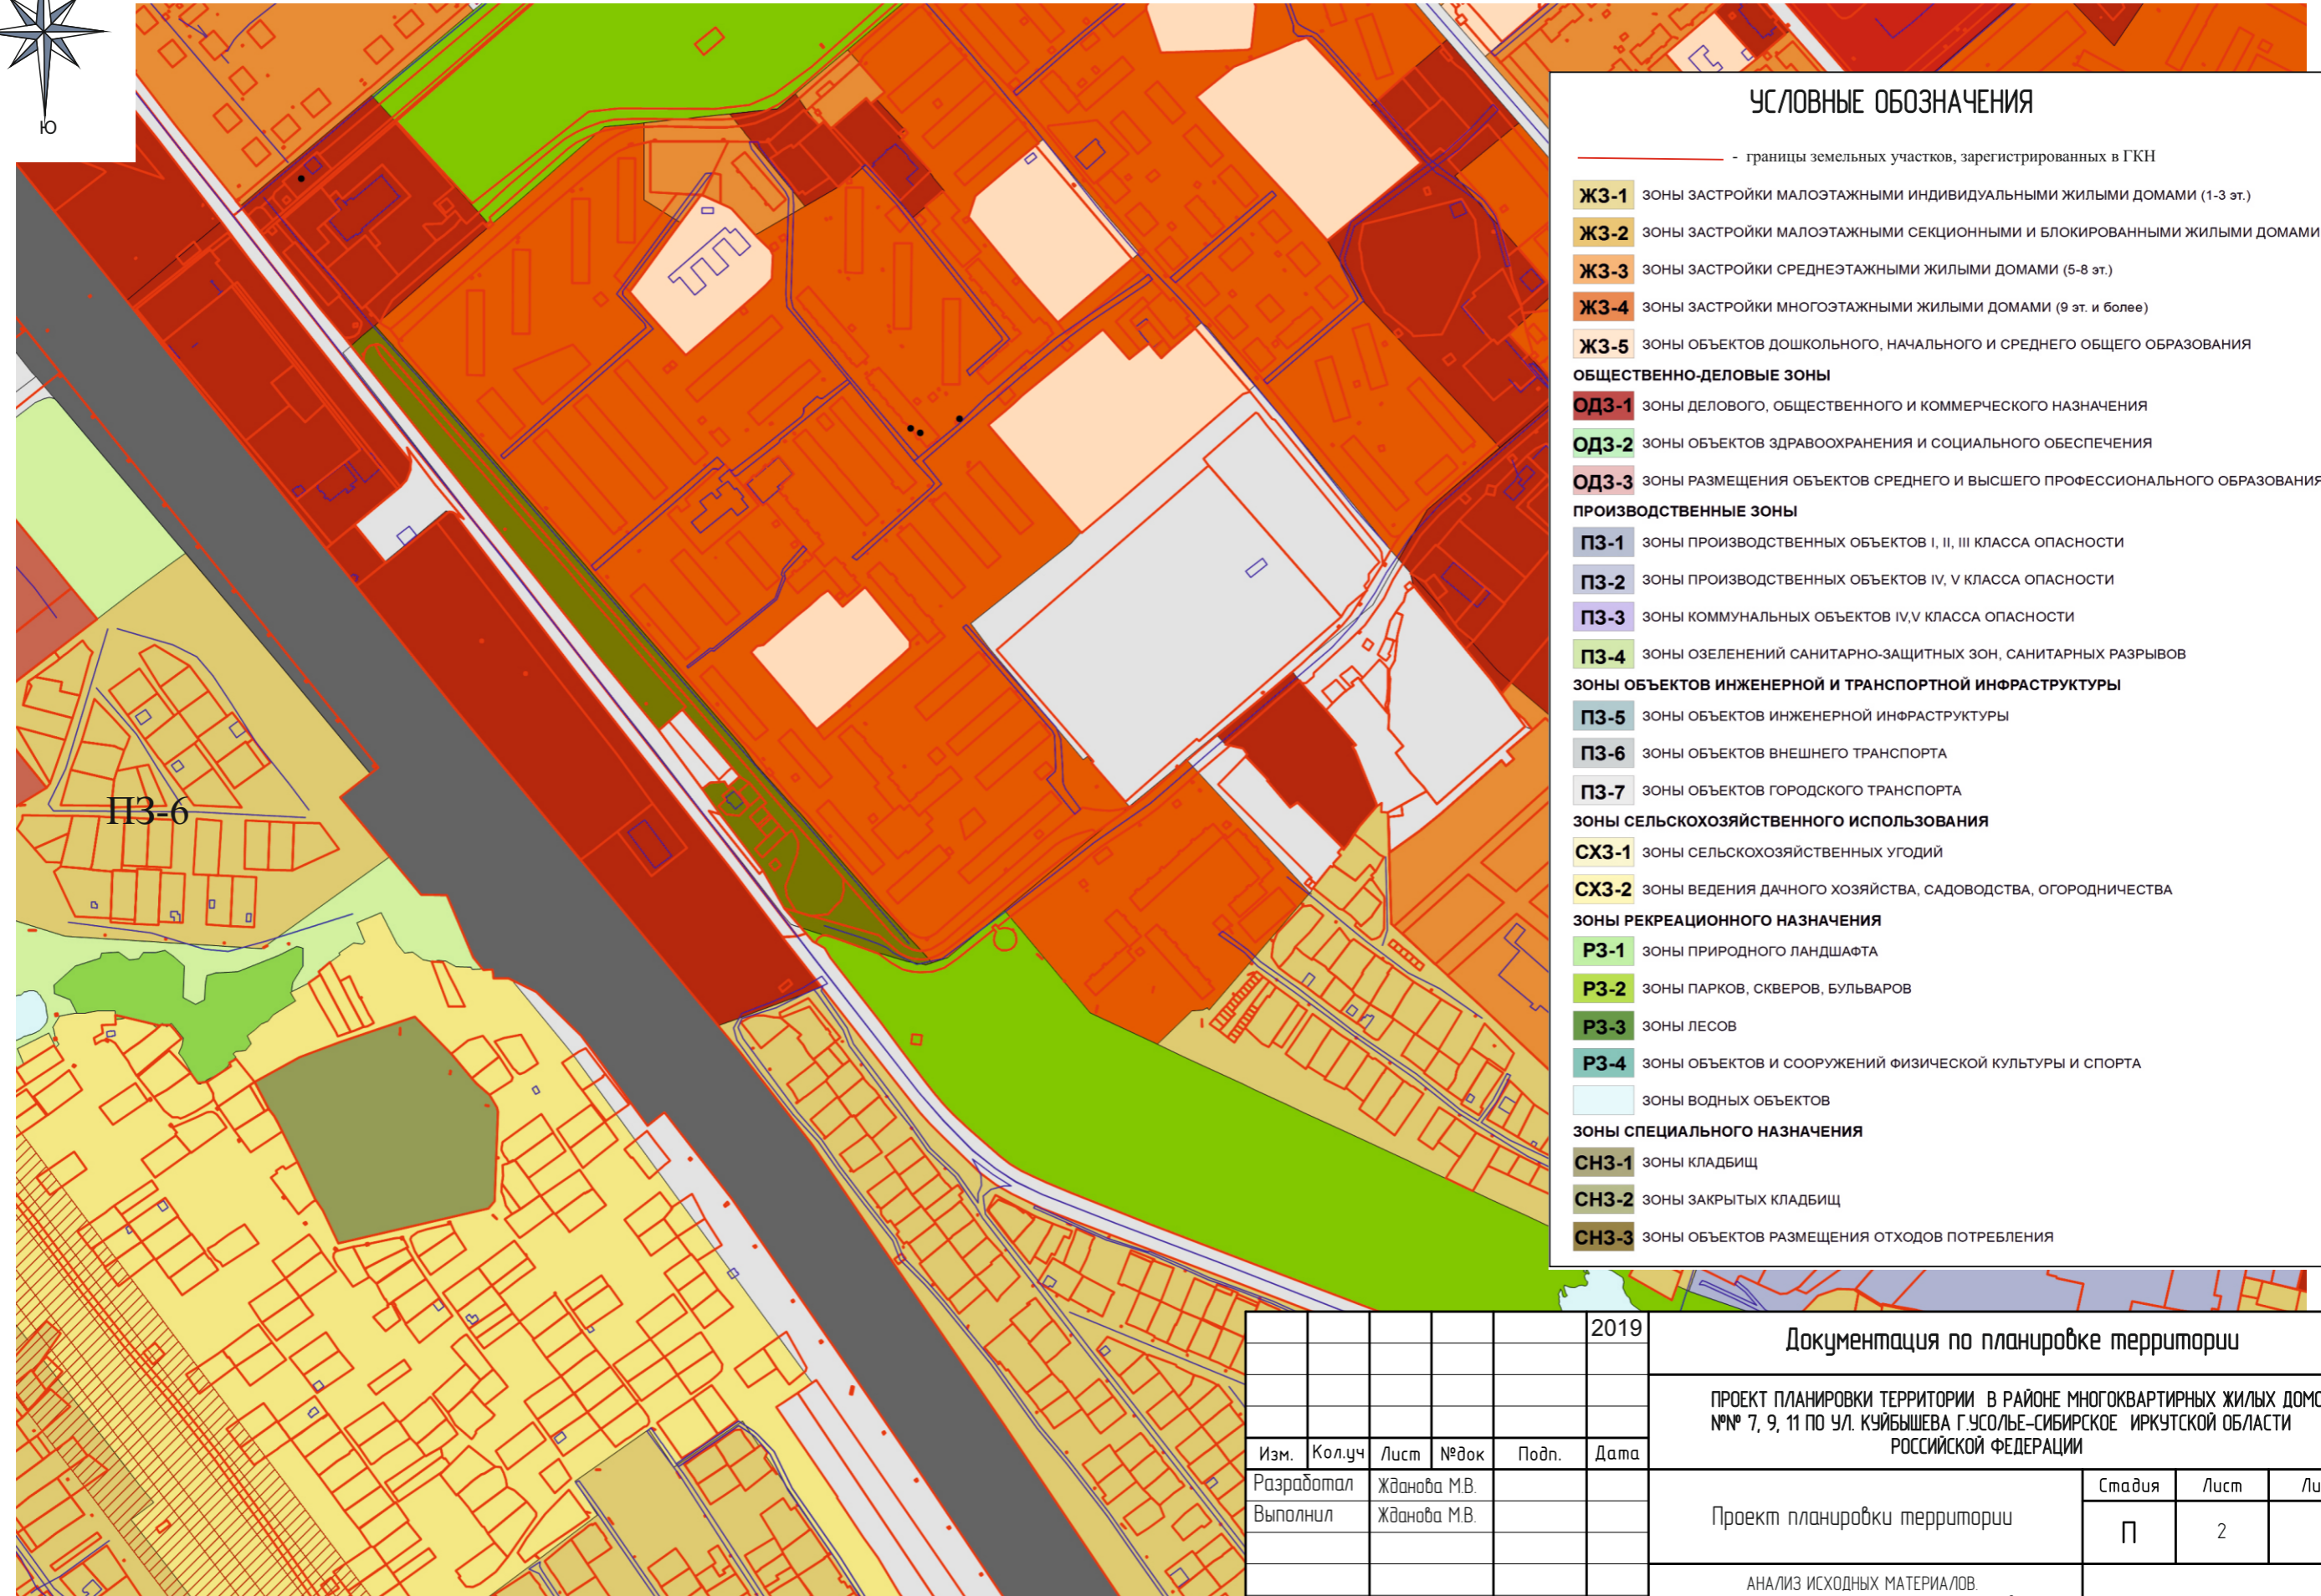 Ю
УСЛОВНЫЕ ОБОЗНАЧЕНИЯ
- границы земельных участков, зарегистрированных в ГКН
ЖЗ-1 ЗОНЫ ЗАСТРОЙКИ МАЛОЭТАЖНЫМИ ИНДИВИДУАЛЬНЫМИ ЖИЛЫМИ ДОМАМИ (1-3 эт.)
ЖЗ-2 ЗОНЫ ЗАСТРОЙКИ МАЛОЭТАЖНЫМИ СЕКЦИОННЫМИ И БЛОКИРОВАННЫМИ ЖИЛЫМИ ДОМАМИ
ЖЗ-3 ЗОНЫ ЗАСТРОЙКИ СРЕДНЕЭТАЖНЫМИ ЖИЛЫМИ ДОМАМИ (5-8 эт.)
ЖЗ-4 ЗОНЫ ЗАСТРОЙКИ МНОГОЭТАЖНЫМИ ЖИЛЫМИ ДОМАМИ (9 эт. и более)
ЖЗ-5 ЗОНЫ ОБЪЕКТОВ ДОШКОЛЬНОГО, НАЧАЛЬНОГО И СРЕДНЕГО ОБЩЕГО ОБРАЗОВАНИЯ
ОБЩЕСТВЕННО-ДЕЛОВЫЕ ЗОНЫ
ОДЗ-1 ЗОНЫ ДЕЛОВОГО, ОБЩЕСТВЕННОГО И КОММЕРЧЕСКОГО НАЗНАЧЕНИЯ
ОДЗ-2 ЗОНЫ ОБЪЕКТОВ ЗДРАВООХРАНЕНИЯ И СОЦИАЛЬНОГО ОБЕСПЕЧЕНИЯ
ОДЗ-3 ЗОНЫ РАЗМЕЩЕНИЯ ОБЪЕКТОВ СРЕДНЕГО И ВЫСШЕГО ПРОФЕССИОНАЛЬНОГО ОБРАЗОВАНИЯ
ПРОИЗВОДСТВЕННЫЕ ЗОНЫ
ПЗ-1 ЗОНЫ ПРОИЗВОДСТВЕННЫХ ОБЪЕКТОВ I, II, III КЛАССА ОПАСНОСТИ
ПЗ-2 ЗОНЫ ПРОИЗВОДСТВЕННЫХ ОБЪЕКТОВ IV, V КЛАССА ОПАСНОСТИ
ПЗ-3 ЗОНЫ КОММУНАЛЬНЫХ ОБЪЕКТОВ IV,V КЛАССА ОПАСНОСТИ
ПЗ-4 ЗОНЫ ОЗЕЛЕНЕНИЙ САНИТАРНО-ЗАЩИТНЫХ ЗОН, САНИТАРНЫХ РАЗРЫВОВ
ЗОНЫ ОБЪЕКТОВ ИНЖЕНЕРНОЙ И ТРАНСПОРТНОЙ ИНФРАСТРУКТУРЫ
ПЗ-5 ЗОНЫ ОБЪЕКТОВ ИНЖЕНЕРНОЙ ИНФРАСТРУКТУРЫ
ПЗ-6 ЗОНЫ ОБЪЕКТОВ ВНЕШНЕГО ТРАНСПОРТА
ПЗ-7 ЗОНЫ ОБЪЕКТОВ ГОРОДСКОГО ТРАНСПОРТА
ЗОНЫ СЕЛЬСКОХОЗЯЙСТВЕННОГО ИСПОЛЬЗОВАНИЯ
СХЗ-1 ЗОНЫ СЕЛЬСКОХОЗЯЙСТВЕННЫХ УГОДИЙ
СХЗ-2 ЗОНЫ ВЕДЕНИЯ ДАЧНОГО ХОЗЯЙСТВА, САДОВОДСТВА, ОГОРОДНИЧЕСТВА
ЗОНЫ РЕКРЕАЦИОННОГО НАЗНАЧЕНИЯ
РЗ-1 ЗОНЫ ПРИРОДНОГО ЛАНДШАФТА
РЗ-2 ЗОНЫ ПАРКОВ, СКВЕРОВ, БУЛЬВАРОВ
РЗ-3 ЗОНЫ ЛЕСОВ
РЗ-4 ЗОНЫ ОБЪЕКТОВ И СООРУЖЕНИЙ ФИЗИЧЕСКОЙ КУЛЬТУРЫ И СПОРТА
ЗОНЫ ВОДНЫХ ОБЪЕКТОВ
ЗОНЫ СПЕЦИАЛЬНОГО НАЗНАЧЕНИЯ
СНЗ-1 ЗОНЫ КЛАДБИЩ
СНЗ-2 ЗОНЫ ЗАКРЫТЫХ КЛАДБИЩ
СНЗ-3 ЗОНЫ ОБЪЕКТОВ РАЗМЕЩЕНИЯ ОТХОДОВ ПОТРЕБЛЕНИЯ
ПЗ-6
2019
Документация по планировке территории
ПРОЕКТ ПЛАНИРОВКИ ТЕРРИТОРИИ В РАЙОНЕ МНОГОКВАРТИРНЫХ ЖИЛЫХ ДОМО
№№ 7, 9, 11 ПО УЛ. КУЙБЫШЕВА Г.УСОЛЬЕ-СИБИРСКОЕ ИРКУТСКОЙ ОБЛАСТИ
РОССИЙСКОЙ ФЕДЕРАЦИИ
Изм. Кол.уч Лист №док Подп. Дата
Разработал Жданова М.В.
Выполнил Жданова М.В.
Проект планировки территории
Стадия Лист Ли
П 2
АНАЛИЗ ИСХОДНЫХ МАТЕРИАЛОВ.